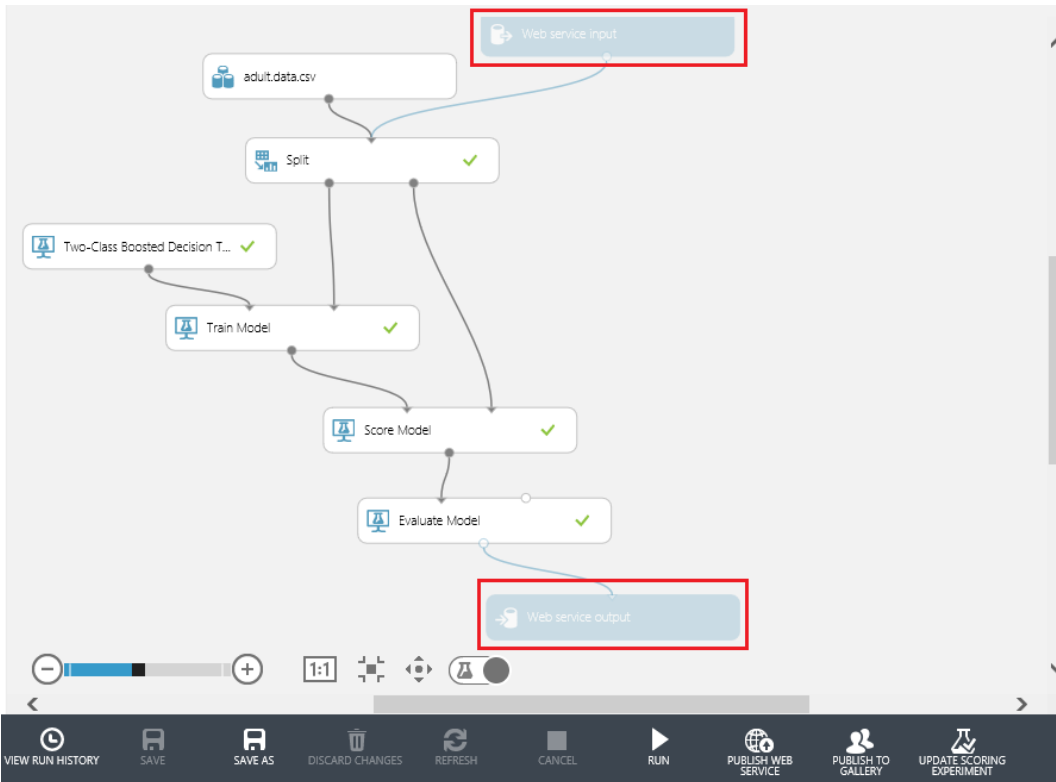 Web service input
adult.data.csv
Split
Two-Class Boosted Decision T...
Train Model
Score Model
Evaluate Model
Web service output
1:1
VIEW RUN HISTORY
SAVE
SAVE AS
DISCARD CHANGES
REFRESH
CANCEL
RUN
PUBLISH WEB
SERVICE
PUBLISH TO
GALLERY
UPDATE SCORING
EXPERIMENT